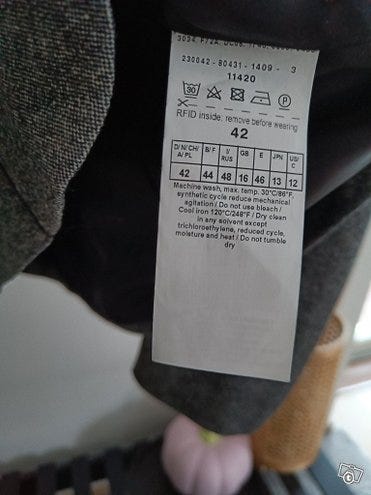 230042 - 80431 - 1409 - 3
11420
30 P
RFID inside, remove before wearing
42
D/N/CH/A/PL B/F I/RUS GB E JPN US/C
42 44 48 16 46 13 12
Machine wash, max. temp. 30°C/86°F,
synthetic cycle reduce mechanical
agitation / Do not use bleach /
Cool iron 120°C/248°F / Dry clean
in any solvent except
trichloroethylene, reduced cycle,
moisture and heat / Do not tumble
dry